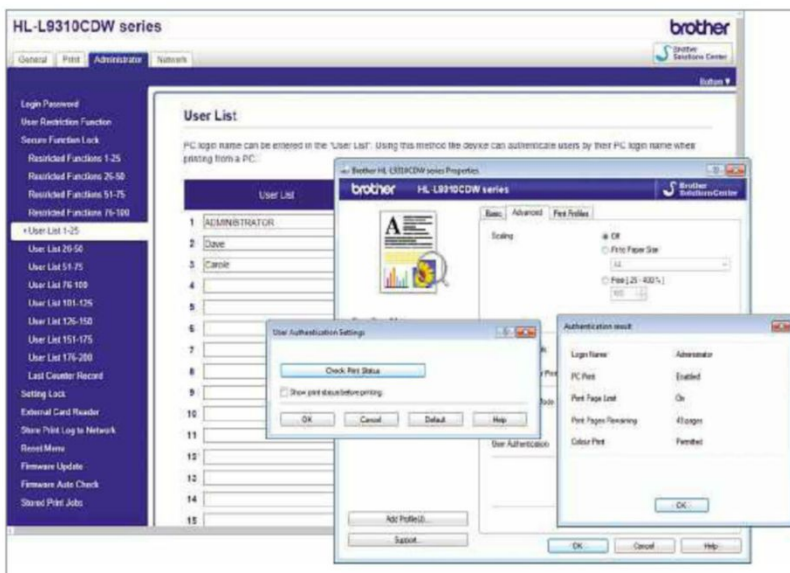 HL-L9310CDW series
brother
General Print Administrator Network
Brother Solutions Center
Button ▼
Login Password
User Restriction Function
Secure Function Lock
Restricted Functions 1-25
Restricted Functions 26-50
Restricted Functions 51-75
Restricted Functions 76-100
User List 1-25
User List 26-50
User List 51-75
User List 76-100
User List 101-125
User List 126-150
User List 151-175
User List 176-200
Last Counter Record
Setting Lock
External Card Reader
Store Print Log to Network
Reset Menu
Firmware Update
Firmware Auto Check
Stored Print Jobs
User List
PC login name can be entered in the "User List". Using this method the device can authenticate users by their PC login name when
printing from a PC.
User List
1 ADMINISTRATOR
2 Dave
3 Carole
4
5
6
7
8
9
10
11
12
13
14
15
Brother HL-L9310CDW series Properties
brother HL-L9310CDW series
Brother SolutionsCenter
Basic Advanced Print Profiles
Scaling
Off
Fit to Paper Size
A4
Free [ 25 - 400 % ]
100
User Authentication
Add Profile(J)...
Support...
OK Cancel Help
User Authentication Settings
Check Print Status
Show print status before printing
OK Cancel Default Help
Authentication result
Login Name Administrator
PC Print Enabled
Print Page Limit On
Print Pages Remaining pages
Colour Print Permitted
OK